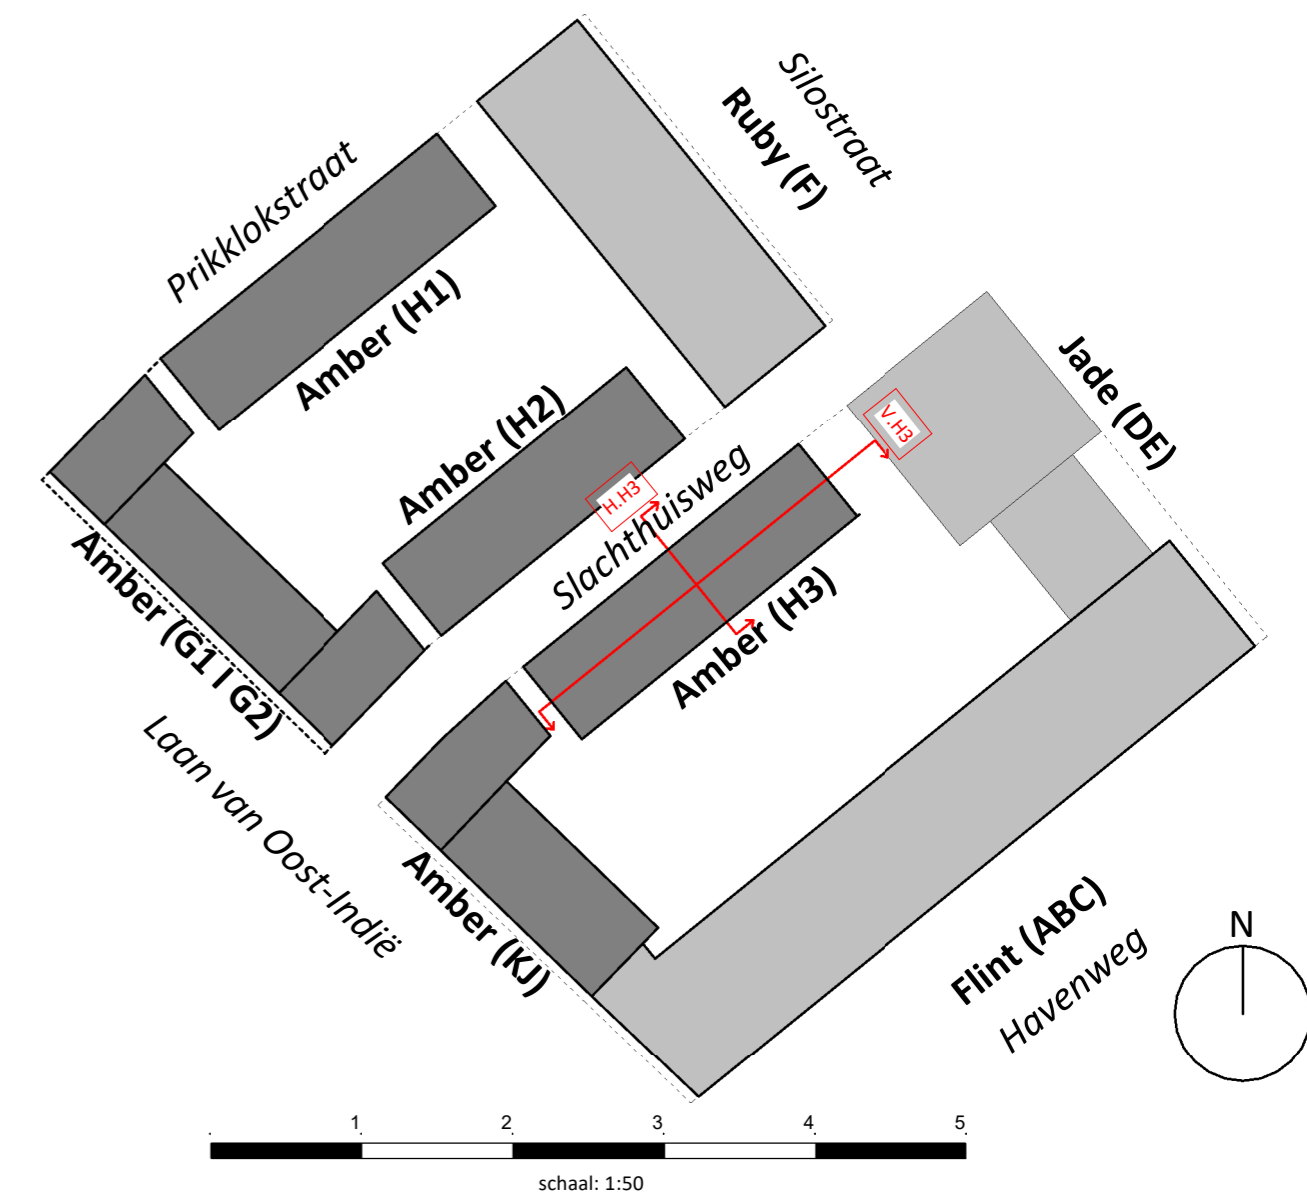 Silostraat
Ruby (F)
Prikklokstraat
Amber (H1)
Jade (DE)
Amber (H2)
V.H3
H.H3
Slachthuisweg
Amber (H3)
Amber (G1 I G2)
Laan van Oost-Indië
Amber (KJ)
Flint (ABC)
Havenweg
N
1 2 3 4 5
schaal: 1:50